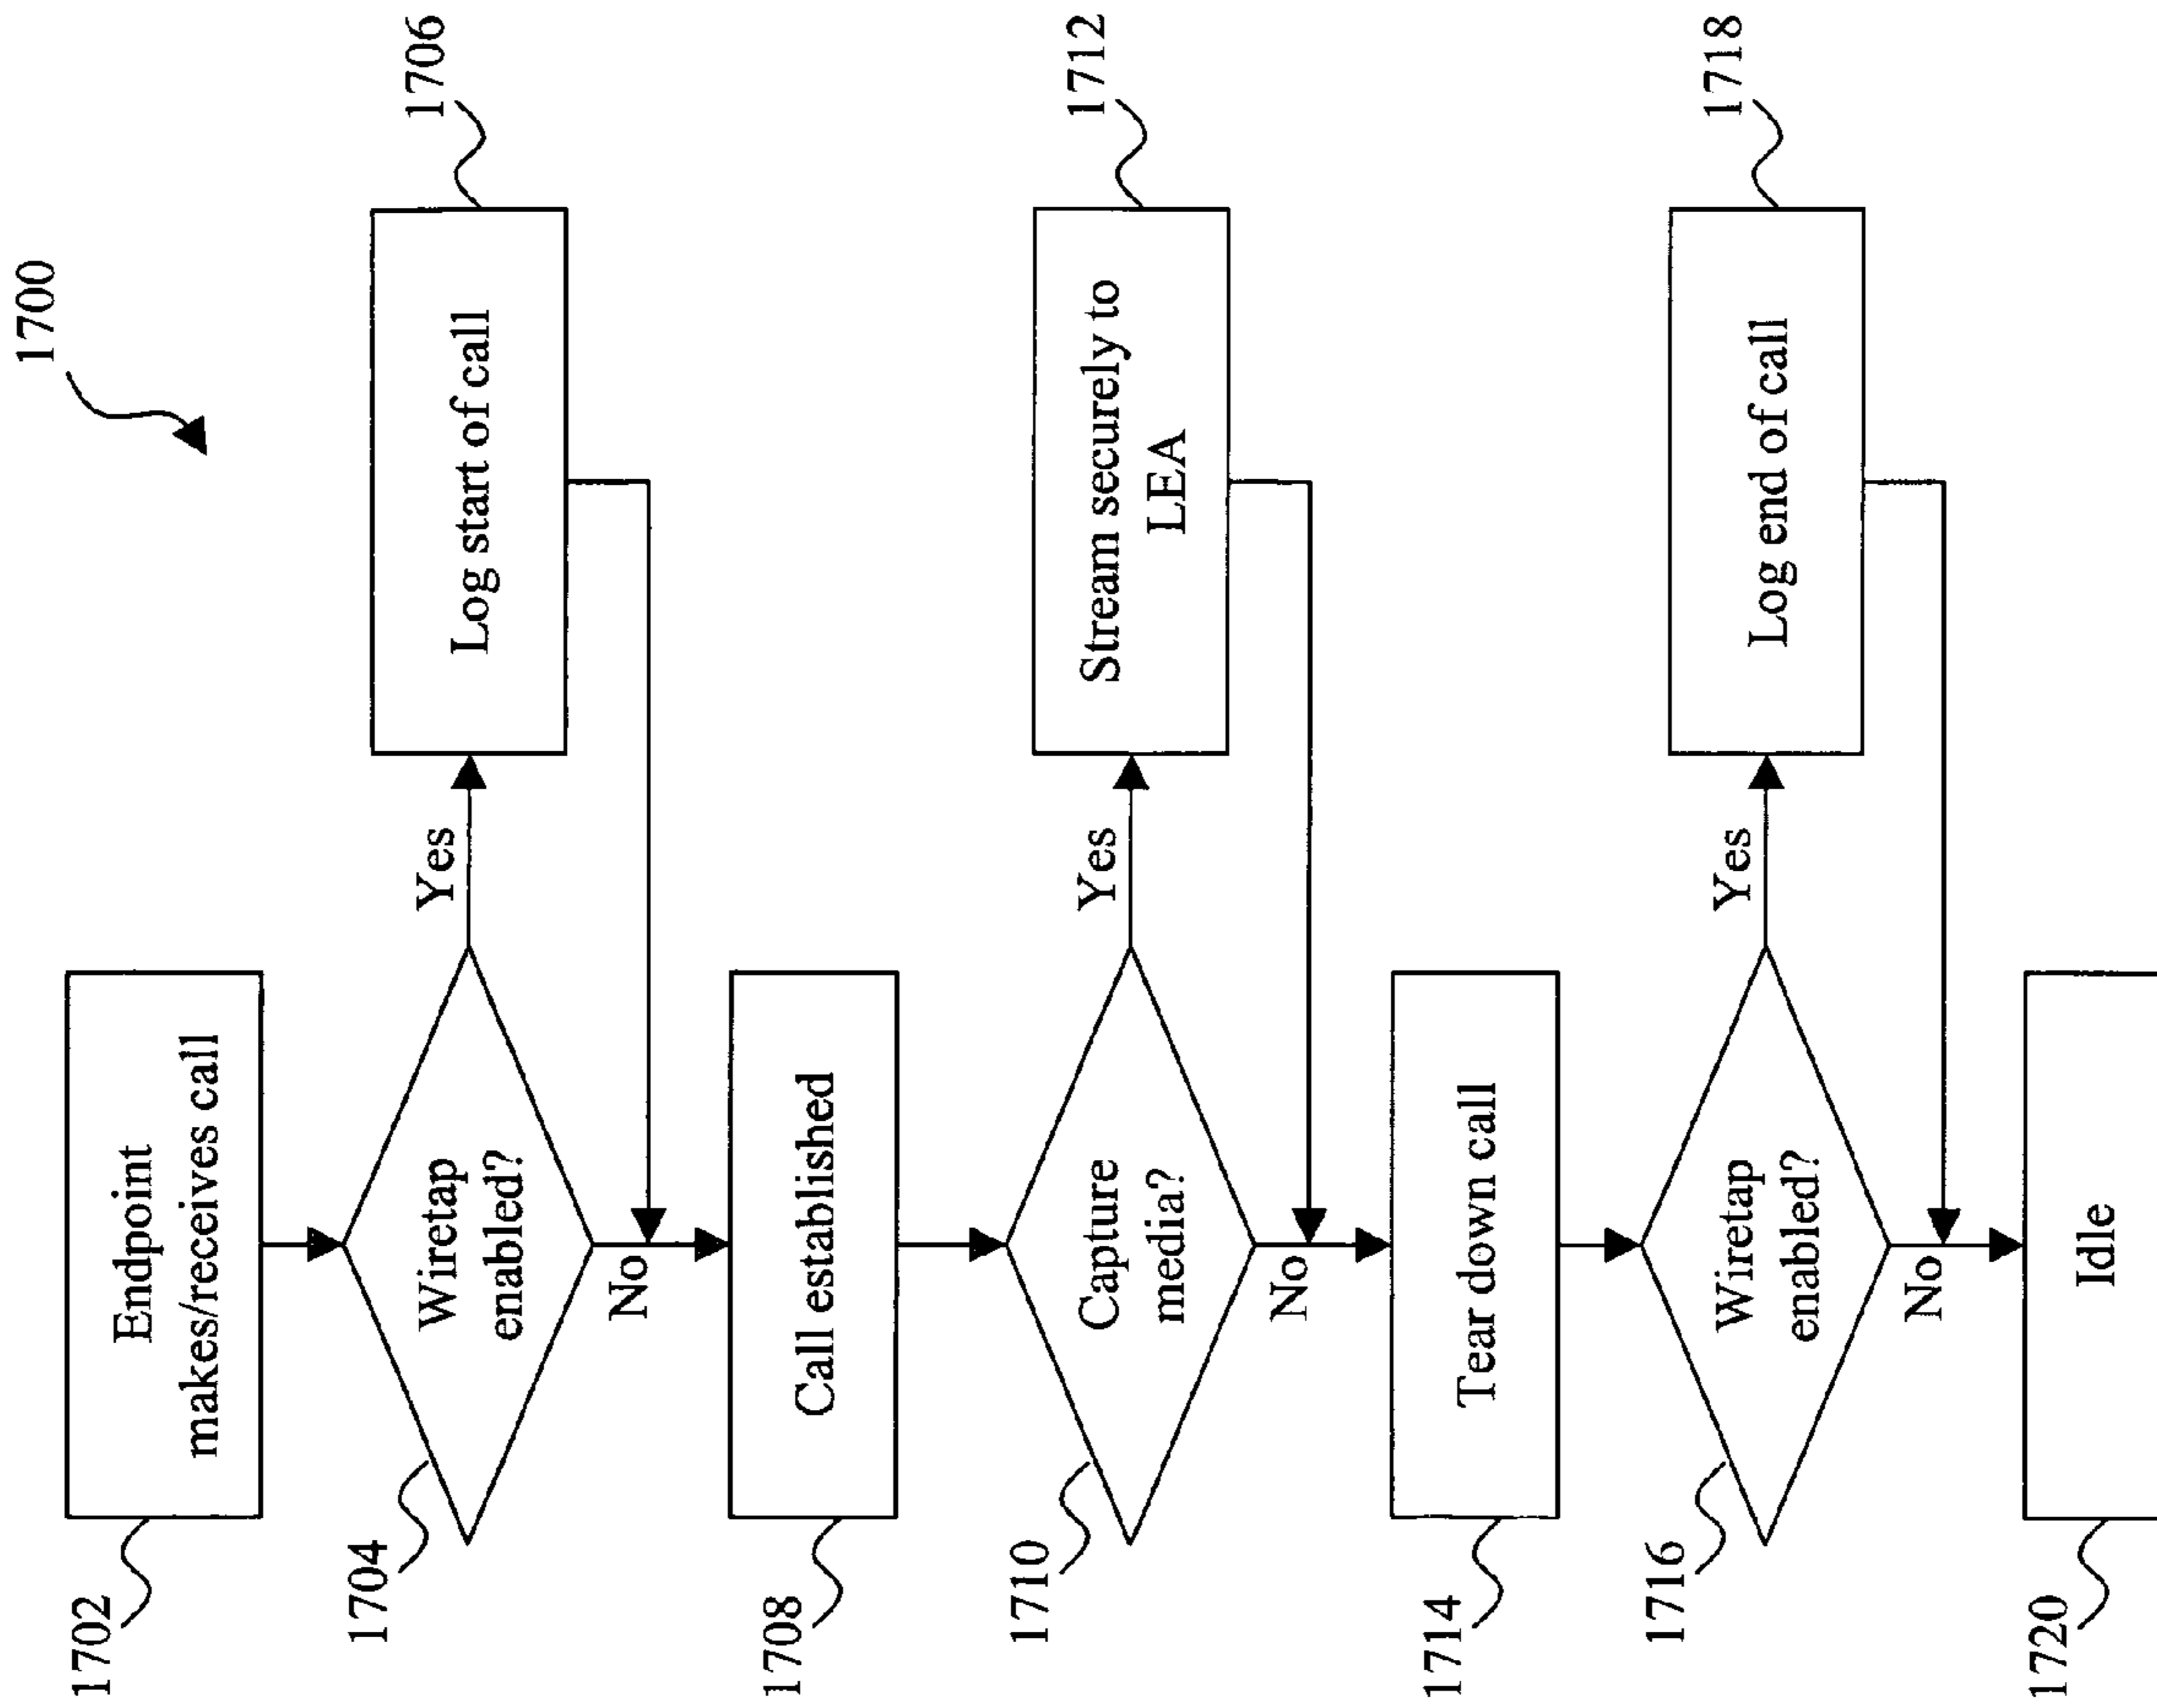 1700
1702
Endpoint
makes/receives call
1704
Wiretap
enabled?
Yes
Log start of call
1706
No
1708
Call established
1710
Capture
media?
Yes
Stream securely to
LEA
1712
No
1714
Tear down call
1716
Wiretap
enabled?
Yes
Log end of call
1718
No
1720
Idle